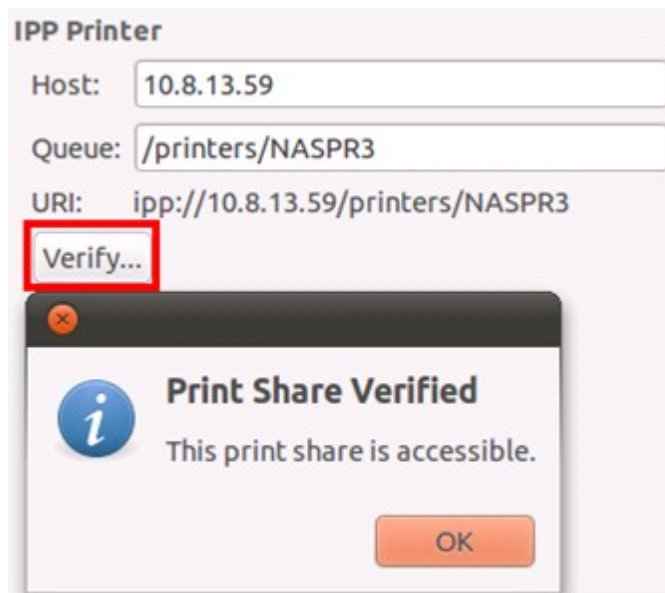 IPP Printer
Host: 10.8.13.59
Queue: /printers/NASPR3
URI: ipp://10.8.13.59/printers/NASPR3
Verify...
Print Share Verified
This print share is accessible.
OK